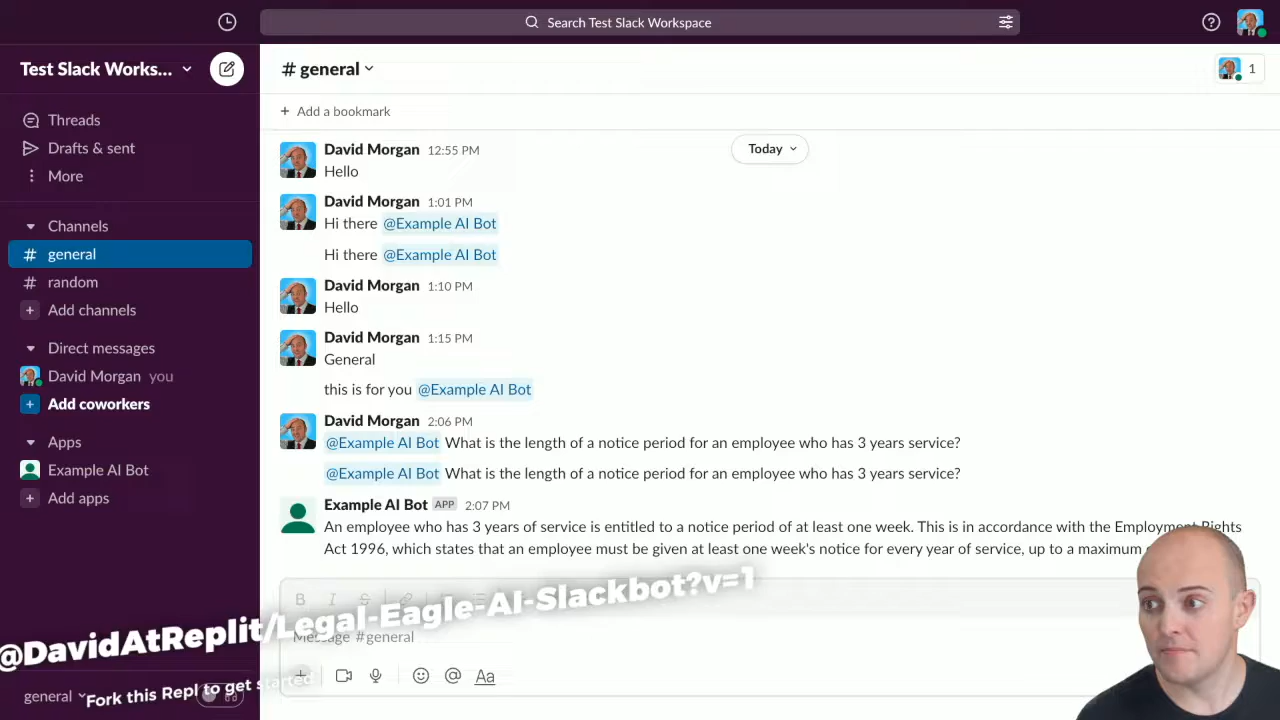 Search Test Slack Workspace
Test Slack Works...
Threads
Drafts & sent
More
Channels
# general
# random
+ Add channels
Direct messages
David Morgan you
+ Add coworkers
Apps
Example AI Bot
+ Add apps
general
# general
1
+ Add a bookmark
Today
David Morgan 12:55 PM
Hello
David Morgan 1:01 PM
Hi there @Example AI Bot
Hi there @Example AI Bot
David Morgan 1:10 PM
Hello
David Morgan 1:15 PM
General
this is for you @Example AI Bot
David Morgan 2:06 PM
@Example AI Bot What is the length of a notice period for an employee who has 3 years service?
@Example AI Bot What is the length of a notice period for an employee who has 3 years service?
Example AI Bot APP 2:07 PM
An employee who has 3 years of service is entitled to a notice period of at least one week. This is in accordance with the Employment Rights
Act 1996, which states that an employee must be given at least one week's notice for every year of service, up to a maximum
Message #general
Aa
@DavidAtReplit/Legal-Eagle-AI-Slackbot?v=1
Fork this Repl to get started